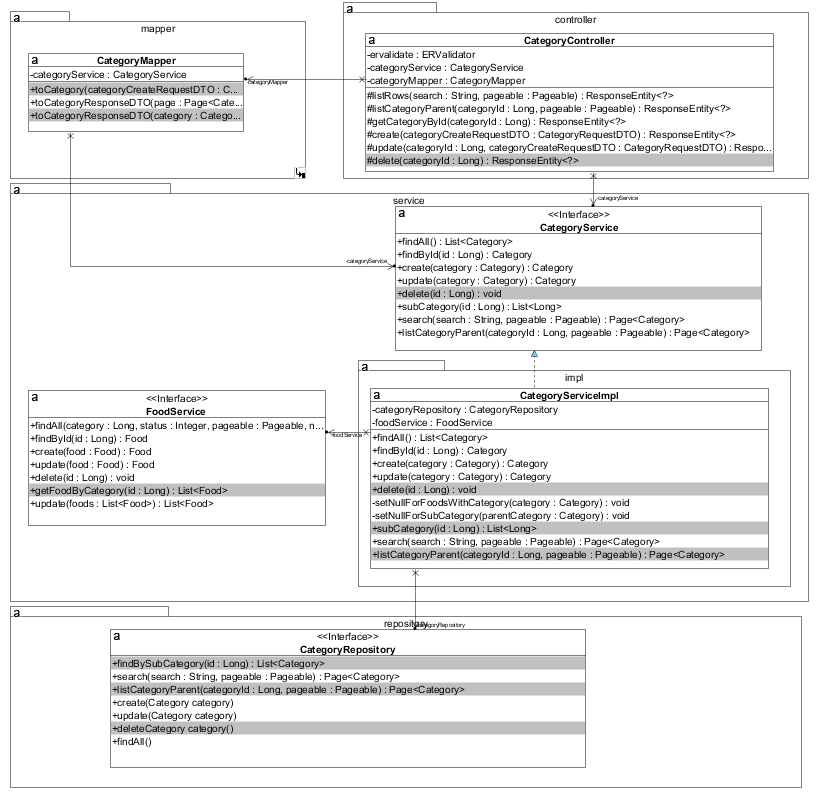 a
mapper
a
CategoryMapper
-categoryService : CategoryService
+toCategory(categoryCreateRequestDTO : C...
+toCategoryResponseDTO(page : Page<Cate...
+toCategoryResponseDTO(category : Catego...
a
controller
a
CategoryController
-ervalidate : ERValidator
-categoryService : CategoryService
-categoryMapper : CategoryMapper
#listRows(search : String, pageable : Pageable) : ResponseEntity<?>
#listCategoryParent(categoryId : Long, pageable : Pageable) : ResponseEntity<?>
#getCategoryById(categoryId : Long) : ResponseEntity<?>
#create(categoryCreateRequestDTO : CategoryRequestDTO) : ResponseEntity<?>
#update(categoryId : Long, categoryCreateRequestDTO : CategoryRequestDTO) : Respo...
#delete(categoryId : Long) : ResponseEntity<?>
-categoryMapper
a
service
-categoryService
a
<<Interface>>
CategoryService
+findAll() : List<Category>
+findById(id : Long) : Category
+create(category : Category) : Category
+update(category : Category) : Category
+delete(id : Long) : void
+subCategory(id : Long) : List<Long>
+search(search : String, pageable : Pageable) : Page<Category>
+listCategoryParent(categoryId : Long, pageable : Pageable) : Page<Category>
-categoryService
a
<<Interface>>
FoodService
+findAll(category : Long, status : Integer, pageable : Pageable, n...
+findById(id : Long) : Food
+create(food : Food) : Food
+update(food : Food) : Food
+delete(id : Long) : void
+getFoodByCategory(id : Long) : List<Food>
+update(foods : List<Food>) : List<Food>
-foodService
a
impl
a
CategoryServiceImpl
-categoryRepository : CategoryRepository
-foodService : FoodService
+findAll() : List<Category>
+findById(id : Long) : Category
+create(category : Category) : Category
+update(category : Category) : Category
+delete(id : Long) : void
-setNullForFoodsWithCategory(category : Category) : void
-setNullForSubCategory(parentCategory : Category) : void
+subCategory(id : Long) : List<Long>
+search(search : String, pageable : Pageable) : Page<Category>
+listCategoryParent(categoryId : Long, pageable : Pageable) : Page<Category>
a
repository
-categoryRepository
a
<<Interface>>
CategoryRepository
+findBySubCategory(id : Long) : List<Category>
+search(search : String, pageable : Pageable) : Page<Category>
+listCategoryParent(categoryId : Long, pageable : Pageable) : Page<Category>
+create(Category category)
+update(Category category)
+deleteCategory category()
+findAll()